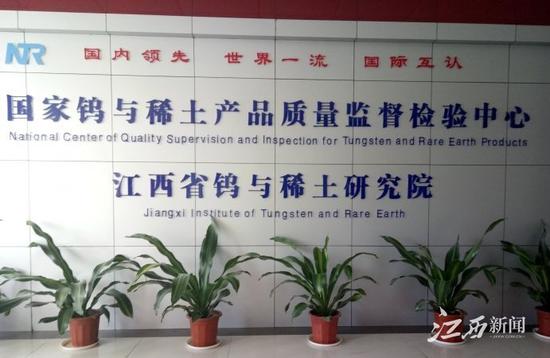 NTR 国内领先 世界一流 国际互认
国家钨与稀土产品质量监督检验中心
National Center of Quality Supervision and Inspection for Tungsten and Rare Earth Products
江西省钨与稀土研究院
Jiangxi Institute of Tungsten and Rare Earth
江西新闻